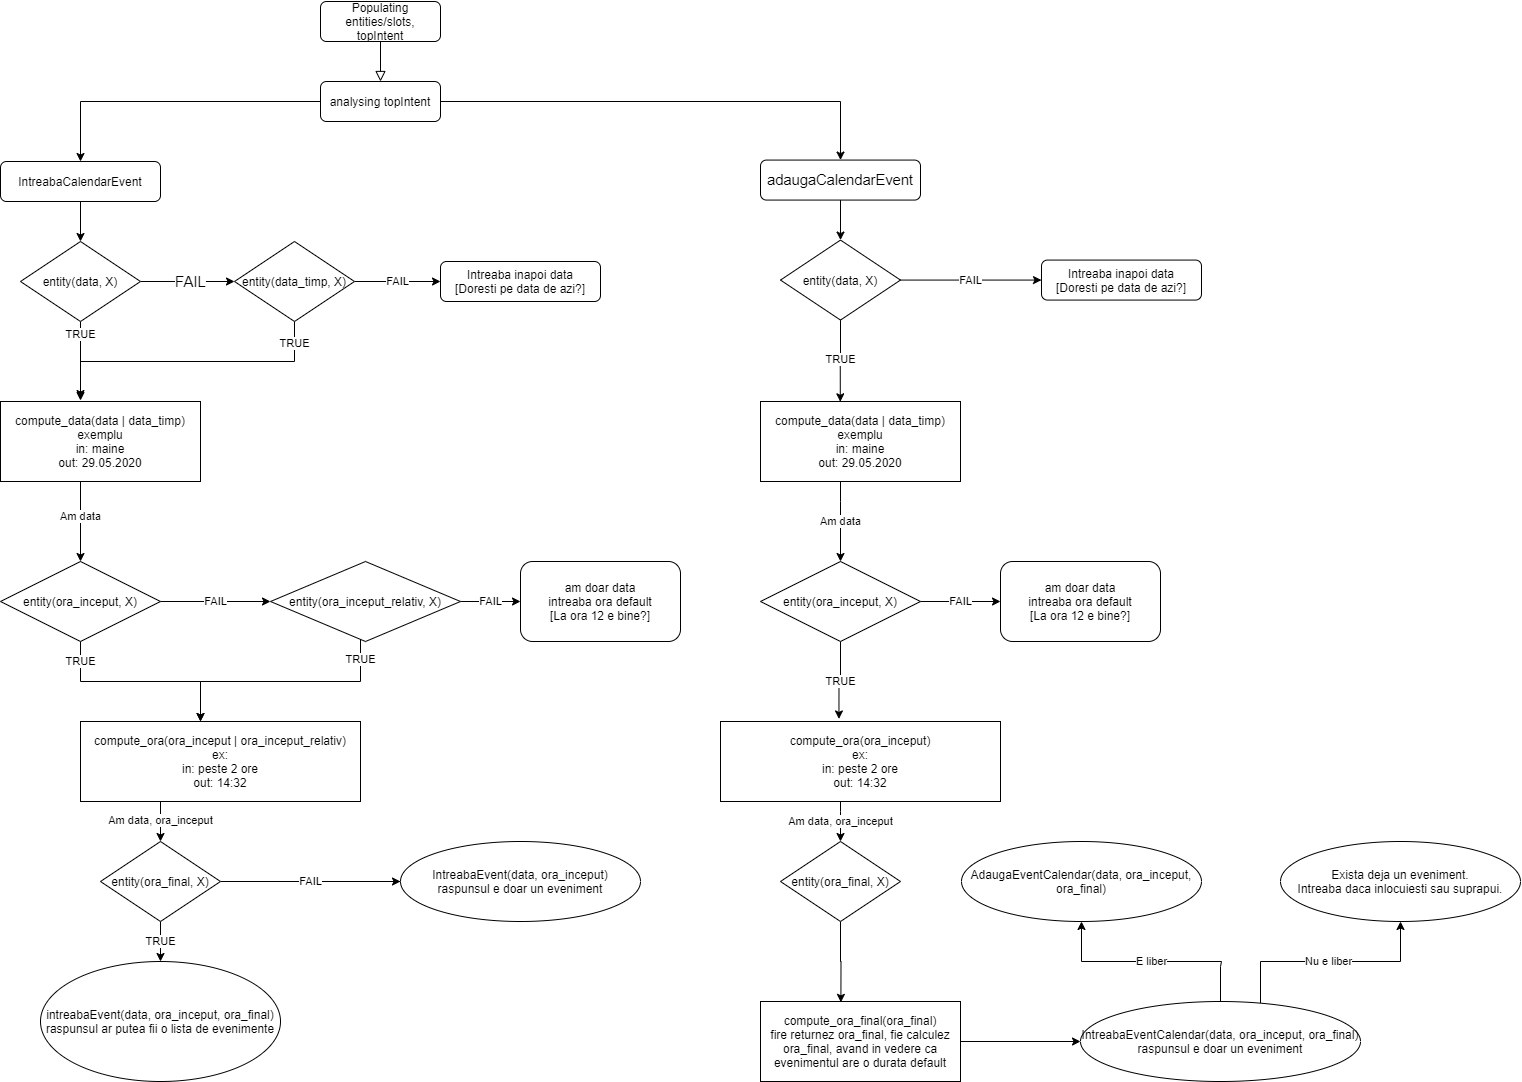 Populating
entities/slots,
topIntent
analysing topIntent
IntreabaCalendarEvent
adaugaCalendarEvent
entity(data, X)
FAIL
entity(data_timp, X)
FAIL
Intreaba inapoi data
[Doresti pe data de azi?]
entity(data, X)
FAIL
Intreaba inapoi data
[Doresti pe data de azi?]
TRUE
TRUE
TRUE
compute_data(data | data_timp)
exemplu
in: maine
out: 29.05.2020
compute_data(data | data_timp)
exemplu
in: maine
out: 29.05.2020
Am data
Am data
entity(ora_inceput, X)
FAIL
entity(ora_inceput_relativ, X)
FAIL
am doar data
intreaba ora default
[La ora 12 e bine?]
entity(ora_inceput, X)
FAIL
am doar data
intreaba ora default
[La ora 12 e bine?]
TRUE
TRUE
TRUE
compute_ora(ora_inceput | ora_inceput_relativ)
ex:
in: peste 2 ore
out: 14:32
compute_ora(ora_inceput)
ex:
in: peste 2 ore
out: 14:32
Am data, ora_inceput
Am data, ora_inceput
entity(ora_final, X)
FAIL
IntreabaEvent(data, ora_inceput)
raspunsul e doar un eveniment
entity(ora_final, X)
AdaugaEventCalendar(data, ora_inceput,
ora_final)
Exista deja un eveniment.
Intreaba daca inlocuiesti sau suprapui.
TRUE
E liber
Nu e liber
intreabaEvent(data, ora_inceput, ora_final)
raspunsul ar putea fii o lista de evenimente
compute_ora_final(ora_final)
fire returnez ora_final, fie calculez
ora_final, avand in vedere ca
evenimentul are o durata default
IntreabaEventCalendar(data, ora_inceput, ora_final)
raspunsul e doar un eveniment